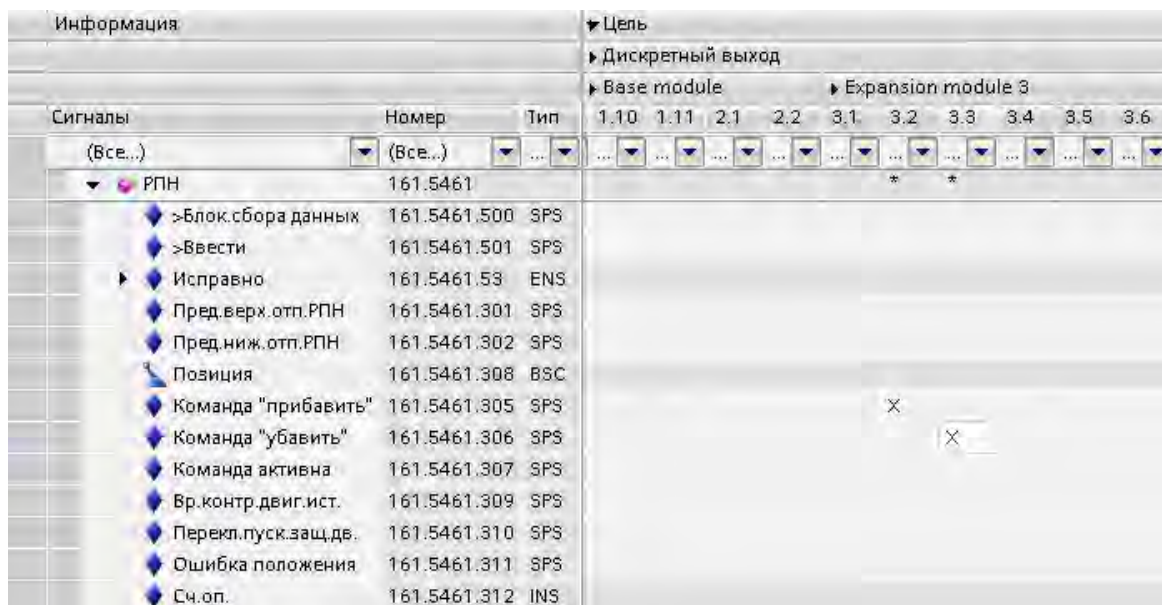 Информация Цель
Дискретный выход
Base module Expansion module 3
Сигналы Номер Тип 1.10 1.11 2.1 2.2 3.1 3.2 3.3 3.4 3.5 3.6
(Все...) (Все...) ... ... ... ... ... ... ... ... ... ... ...
РПН 161.5461 * *
>Блок.сбора данных 161.5461.500 SPS
>Ввести 161.5461.501 SPS
Исправно 161.5461.53 ENS
Пред.верх.отп.РПН 161.5461.301 SPS
Пред.ниж.отп.РПН 161.5461.302 SPS
Позиция 161.5461.308 BSC
Команда "прибавить" 161.5461.305 SPS X
Команда "убавить" 161.5461.306 SPS X
Команда активна 161.5461.307 SPS
Вр.контр.двиг.ист. 161.5461.309 SPS
Перекл.пуск.защ.дв. 161.5461.310 SPS
Ошибка положения 161.5461.311 SPS
Сч.оп. 161.5461.312 INS